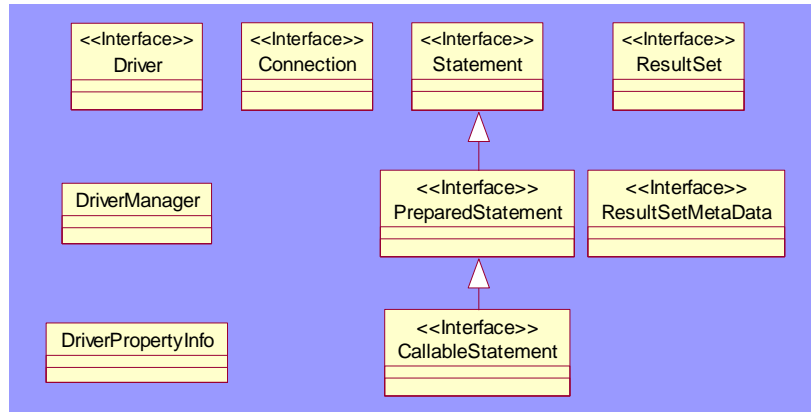 <<Interface>>
Driver
<<Interface>>
Connection
<<Interface>>
Statement
<<Interface>>
ResultSet
DriverManager
<<Interface>>
PreparedStatement
<<Interface>>
ResultSetMetaData
DriverPropertyInfo
<<Interface>>
CallableStatement